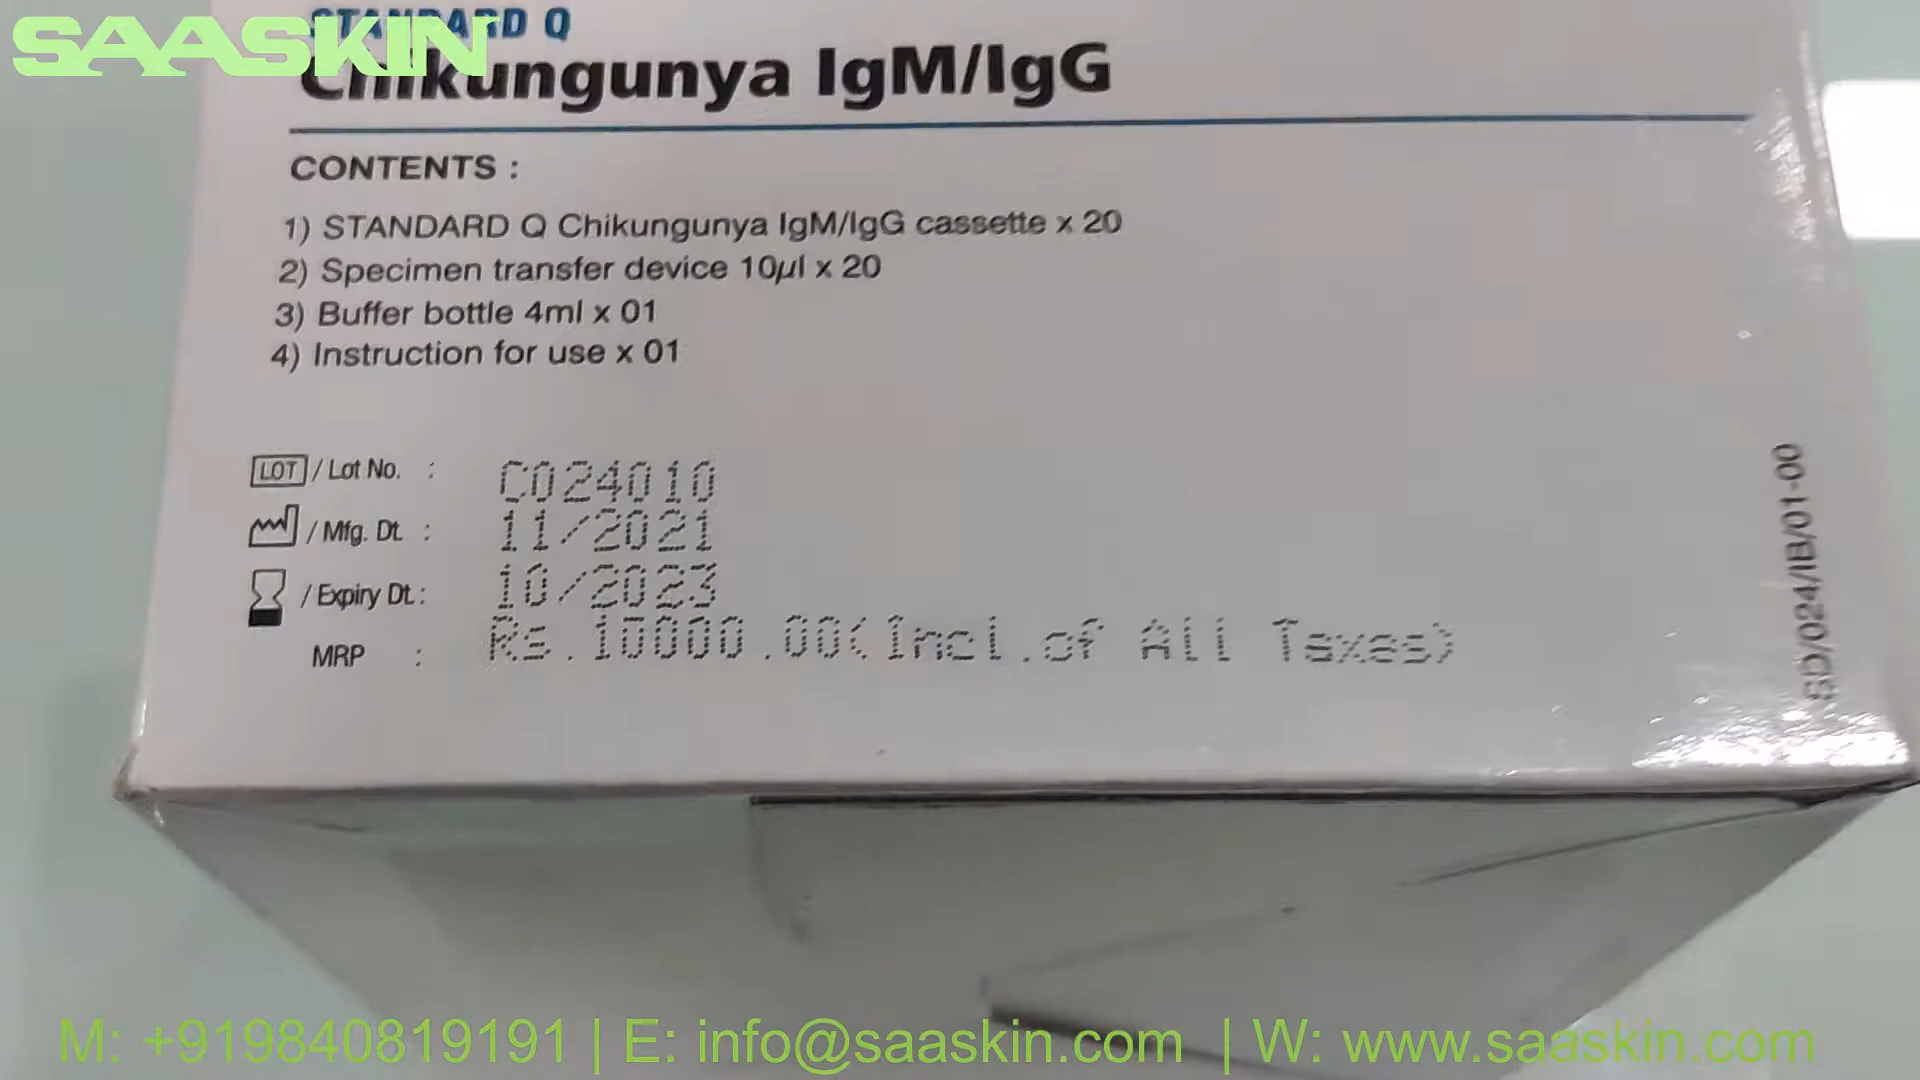 SAASKIN
STANDARD Q
Chikungunya IgM/IgG
CONTENTS :
1) STANDARD Q Chikungunya IgM/IgG cassette x 20
2) Specimen transfer device 10µl x 20
3) Buffer bottle 4ml x 01
4) Instruction for use x 01
LOT / Lot No. : C024010
/ Mfg. Dt. : 11/2021
/ Expiry Dt.: 10/2023
MRP : Rs.10000.00(Incl.of All Taxes)
SD/024/IB/01-00
M: +919840819191 | E: info@saaskin.com | W: www.saaskin.com